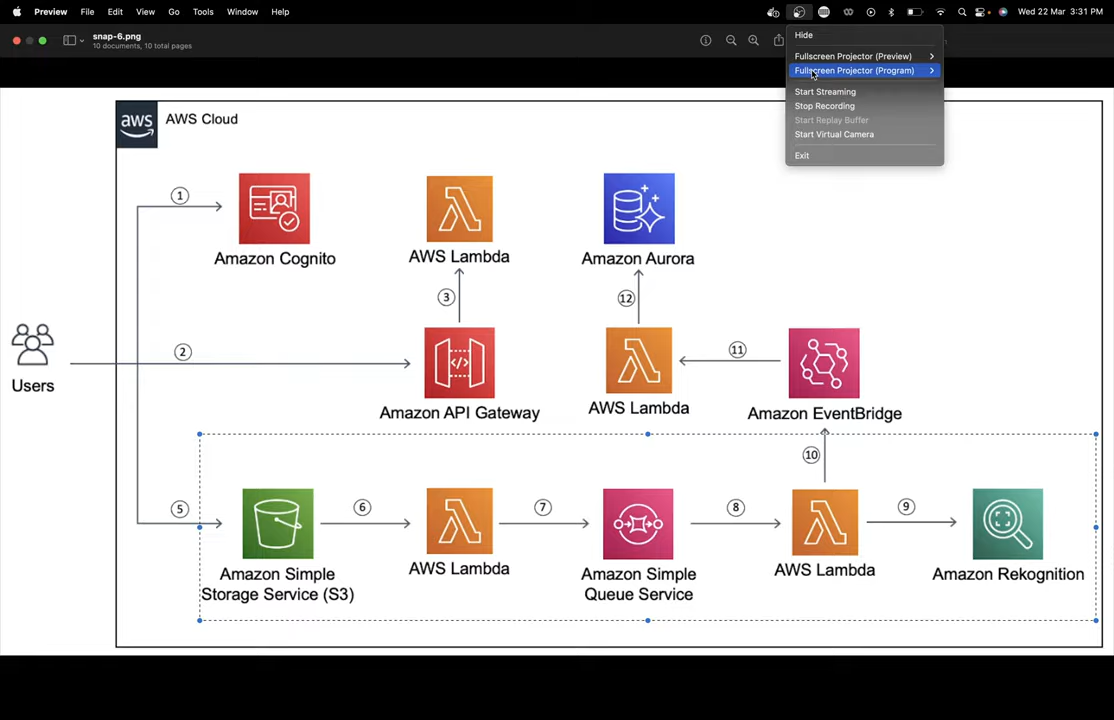 Preview File Edit View Go Tools Window Help
Wed 22 Mar 3:31 PM
snap-6.png
10 documents, 10 total pages
Hide
Fullscreen Projector (Preview)
Fullscreen Projector (Program)
Start Streaming
Stop Recording
Start Replay Buffer
Start Virtual Camera
Exit
aws
AWS Cloud
1
Amazon Cognito
AWS Lambda
Amazon Aurora
3
12
Users
2
Amazon API Gateway
AWS Lambda
11
Amazon EventBridge
10
5
6
7
8
9
Amazon Simple
Storage Service (S3)
AWS Lambda
Amazon Simple
Queue Service
AWS Lambda
Amazon Rekognition